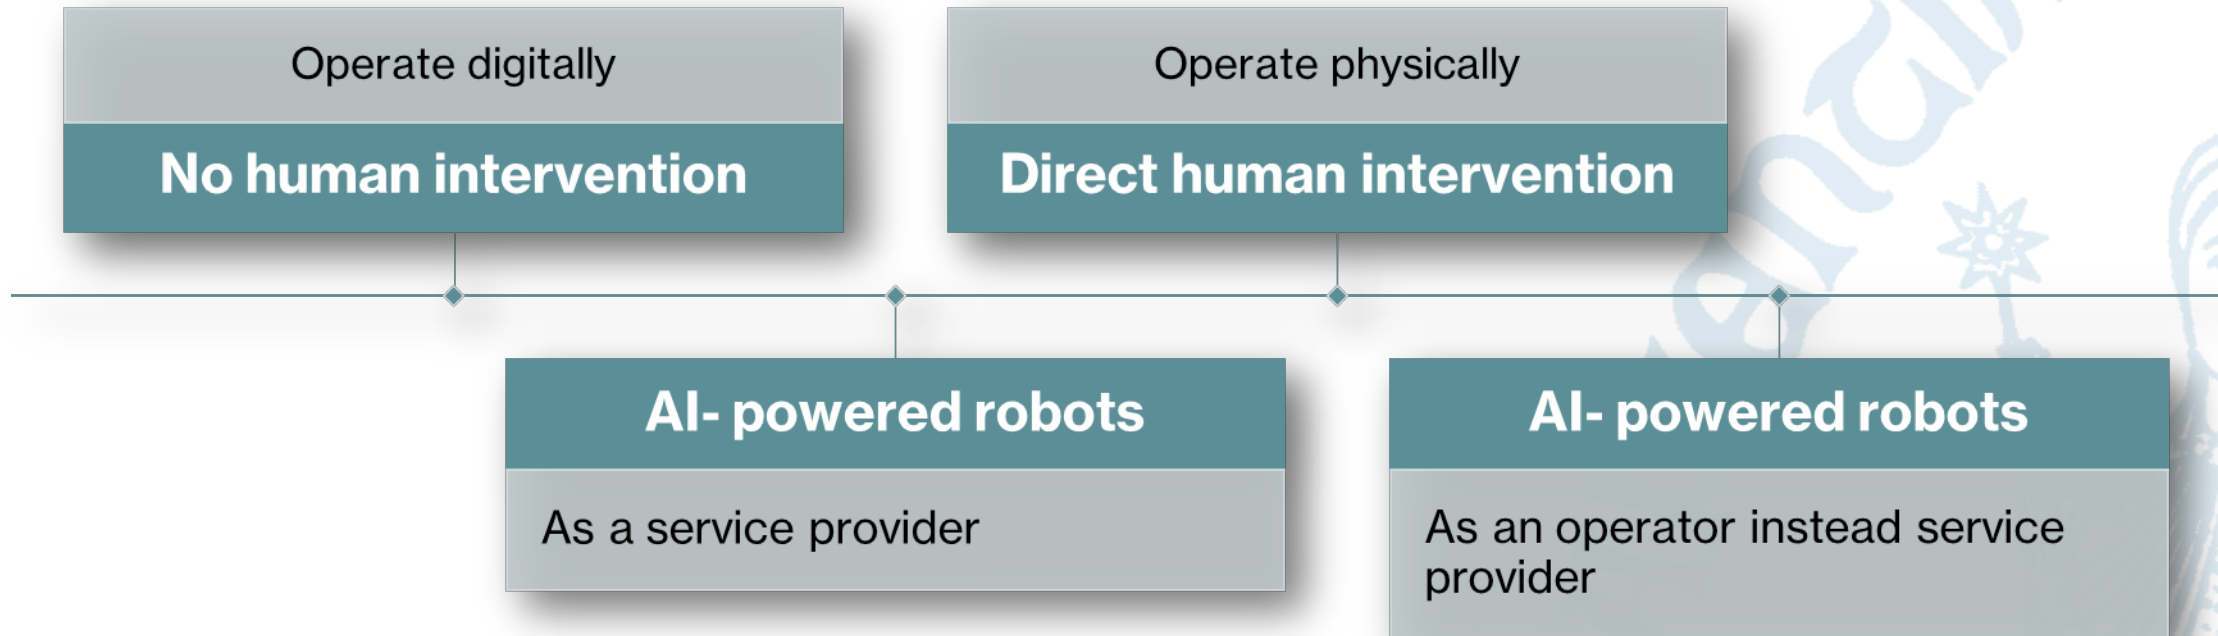 Operate digitally
No human intervention
Operate physically
Direct human intervention
AI- powered robots
As a service provider
AI- powered robots
As an operator instead service
provider